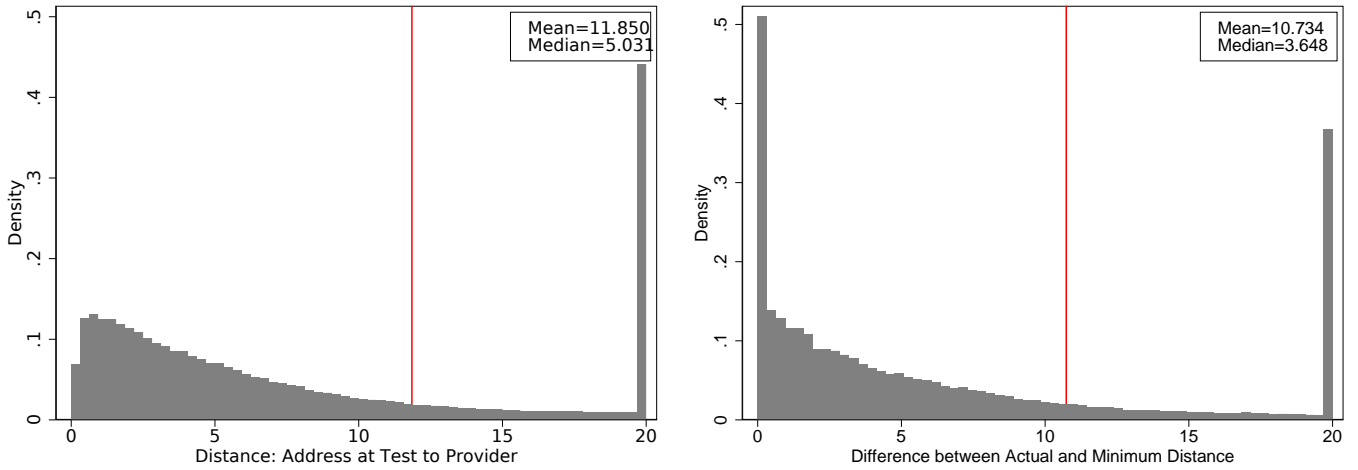 Mean=11.850
Median=5.031
Density
0
.1
.2
.3
.4
.5
0 5 10 15 20
Distance: Address at Test to Provider
Mean=10.734
Median=3.648
Density
0
.1
.2
.3
.4
.5
0 5 10 15 20
Difference between Actual and Minimum Distance